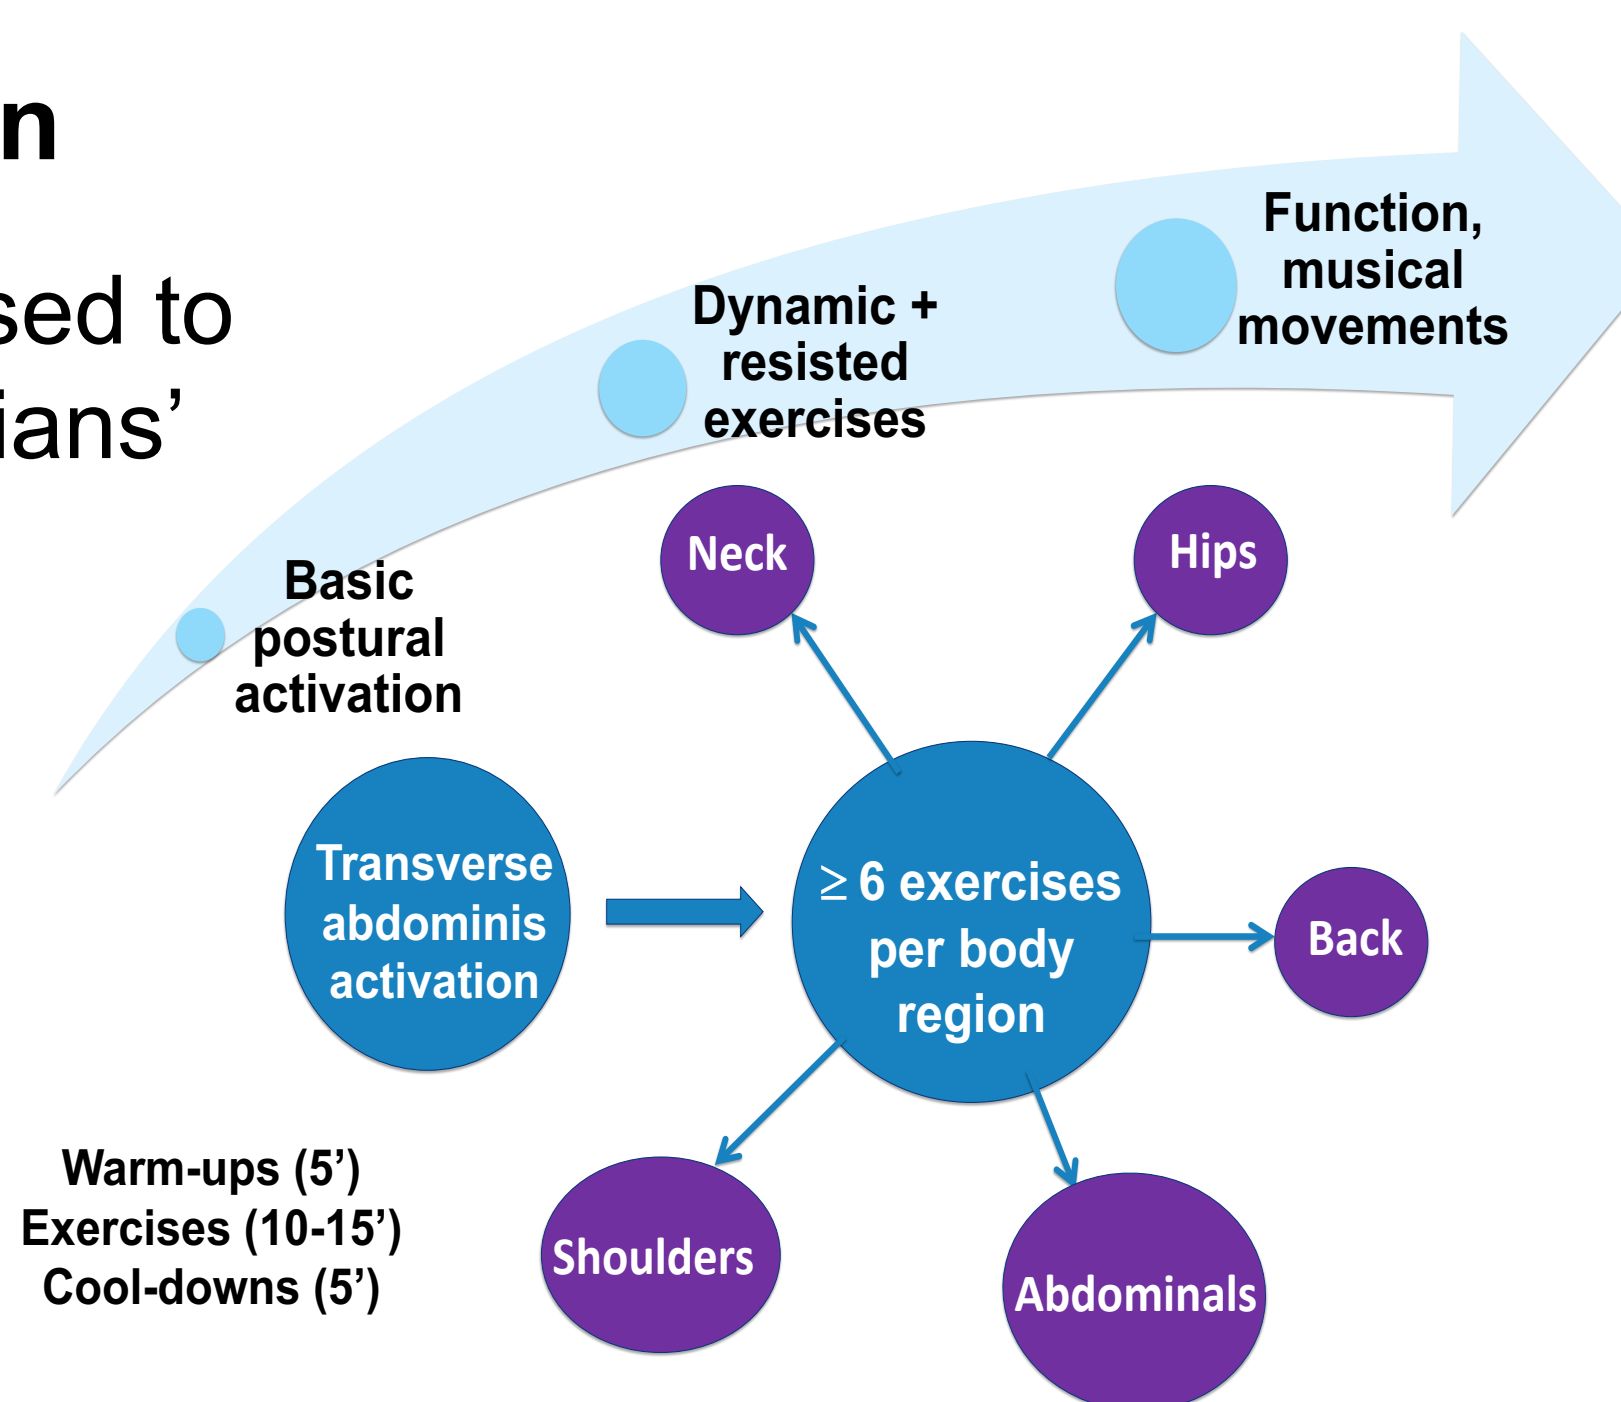 n
sed to
ians’
Function,
musical
movements
Dynamic +
resisted
exercises
Basic
postural
activation
Neck
Hips
Transverse
abdominis
activation
≥ 6 exercises
per body
region
Back
Warm-ups (5’)
Exercises (10-15’)
Cool-downs (5’)
Shoulders
Abdominals